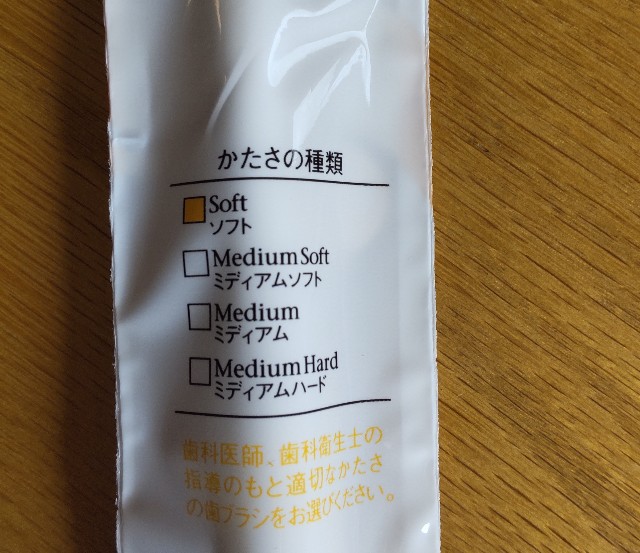 かたさの種類
Soft
ソフト
Medium Soft
ミディアムソフト
Medium
ミディアム
Medium Hard
ミディアムハード
歯科医師、歯科衛生士の
指導のもと適切なかたさ
の歯ブラシをお選びください。